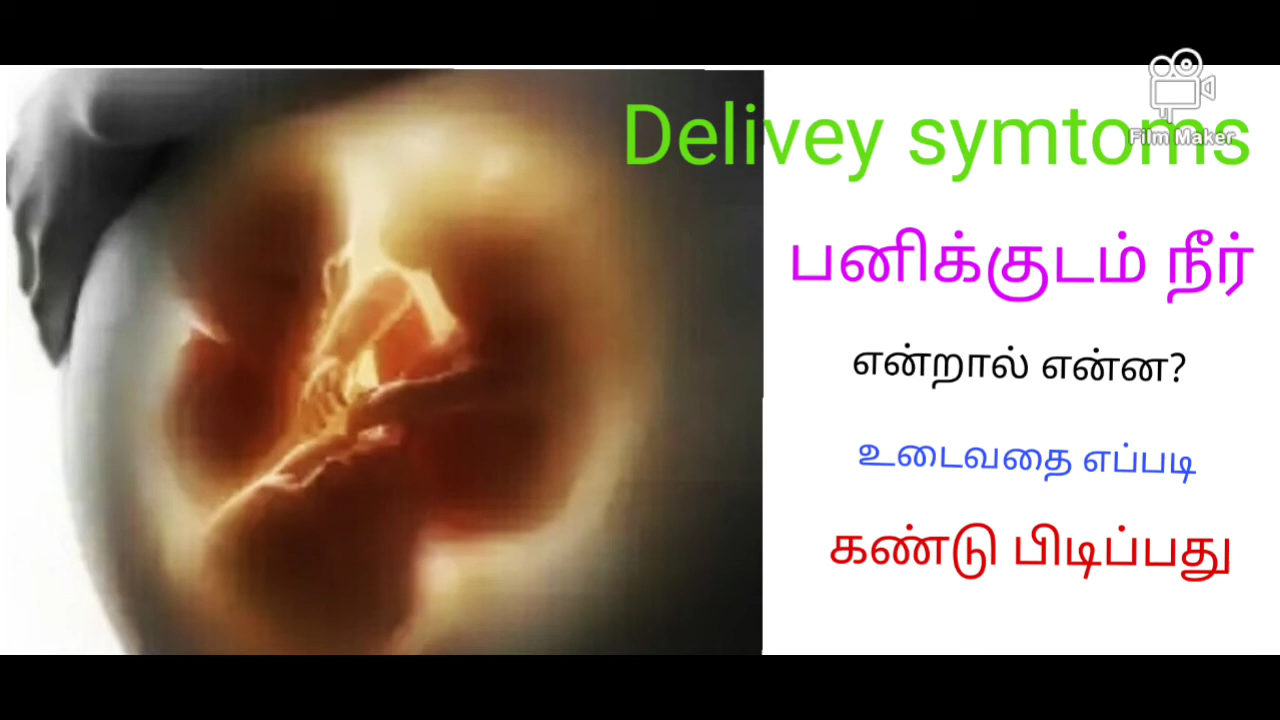 Delivey symtoms
Film Maker
பனிக்குடம் நீர்
என்றால் என்ன?
உடைவதை எப்படி
கண்டு பிடிப்பது